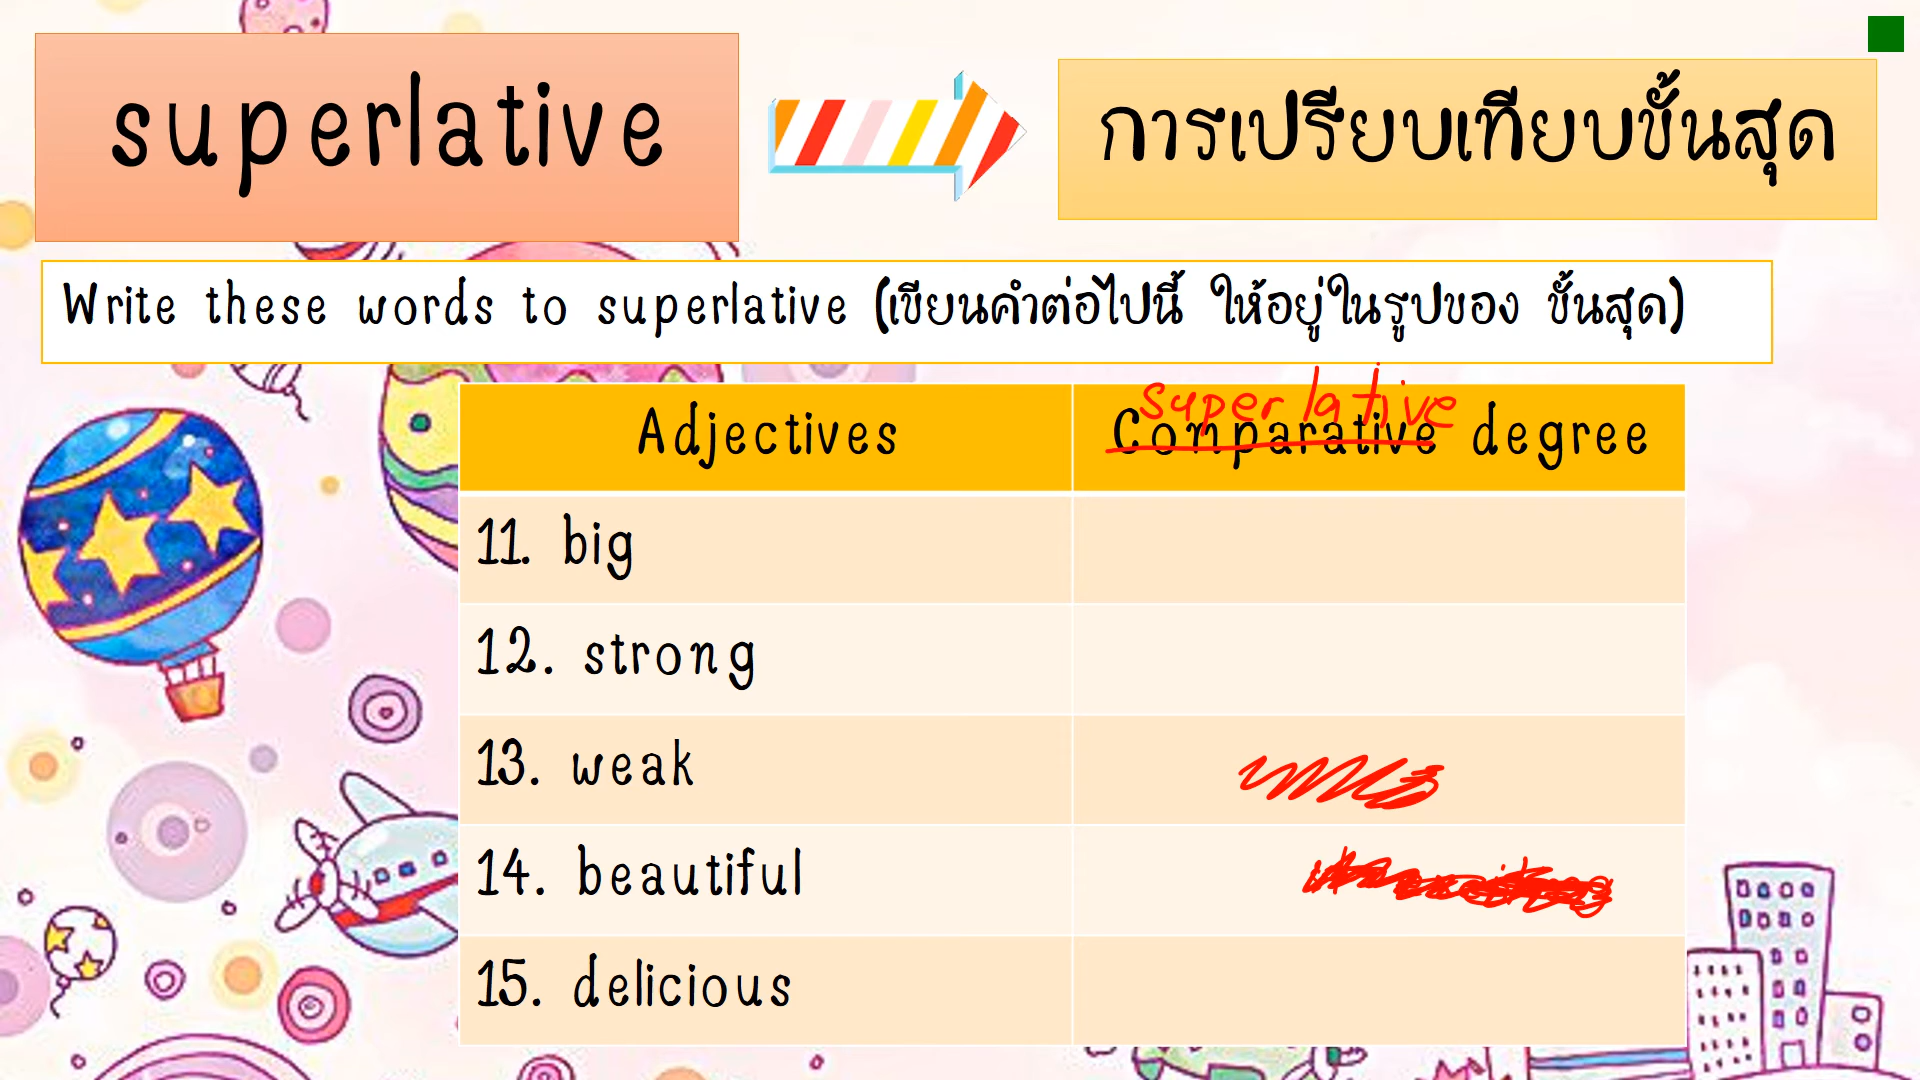 superlative
การเปรียบเทียบขั้นสุด
Write these words to superlative (เขียนคำต่อไปนี้ ให้อยู่ในรูปของ ขั้นสุด)
superlative
Adjectives
Comparative degree
11. big
12. strong
13. weak
14. beautiful
15. delicious